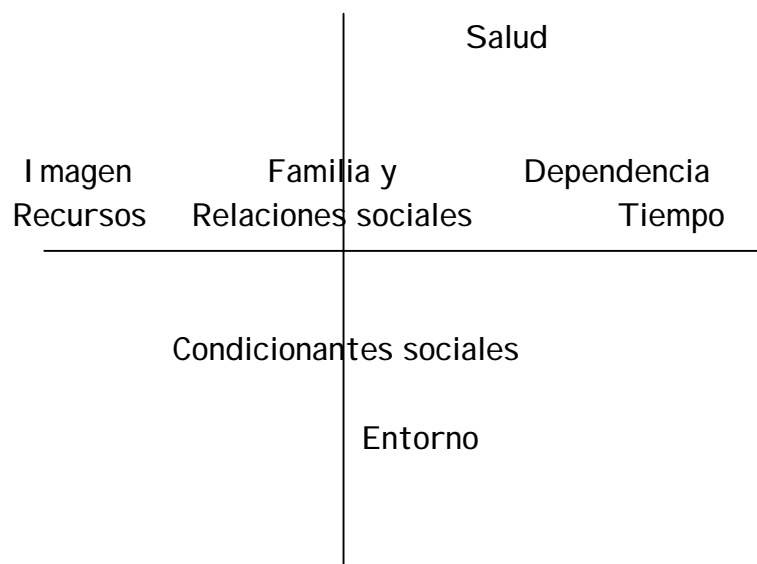 Salud
Imagen Familia y Dependencia
Recursos Relaciones sociales Tiempo
Condicionantes sociales
Entorno